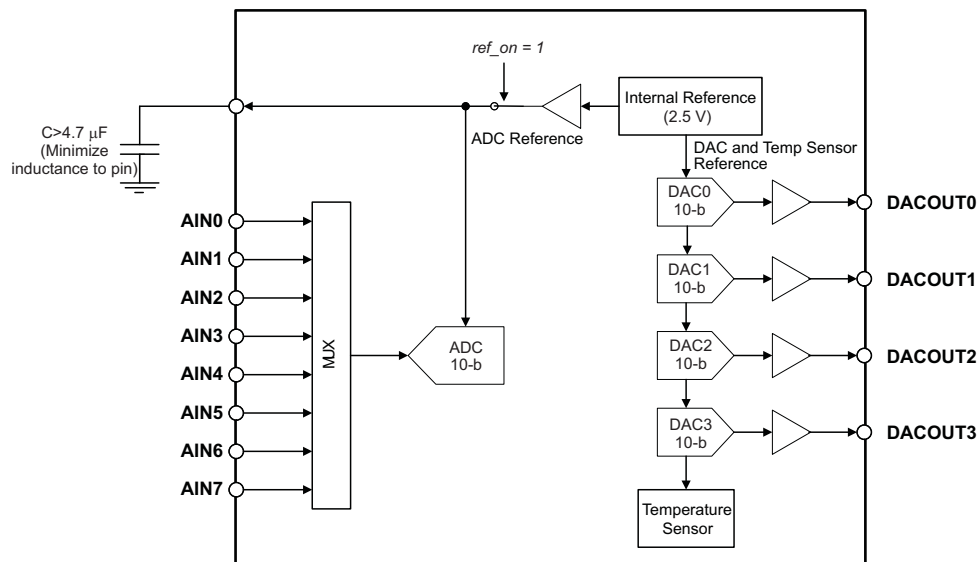 ref_on = 1
Internal Reference
(2.5 V)
ADC Reference
C>4.7 μF
(Minimize
inductance to pin)
DAC and Temp Sensor
Reference
AIN0
AIN1
AIN2
AIN3
AIN4
AIN5
AIN6
AIN7
MUX
ADC
10-b
DAC0
10-b
DACOUT0
DAC1
10-b
DACOUT1
DAC2
10-b
DACOUT2
DAC3
10-b
DACOUT3
Temperature
Sensor